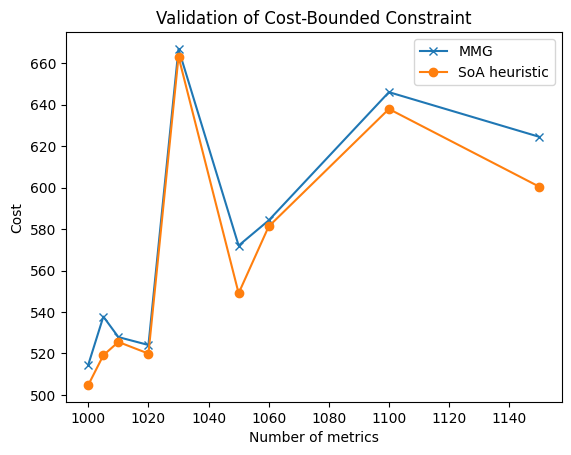 Validation of Cost-Bounded Constraint
MMG
SoA heuristic
Cost
660
640
620
600
580
560
540
520
500
1000 1020 1040 1060 1080 1100 1120 1140
Number of metrics